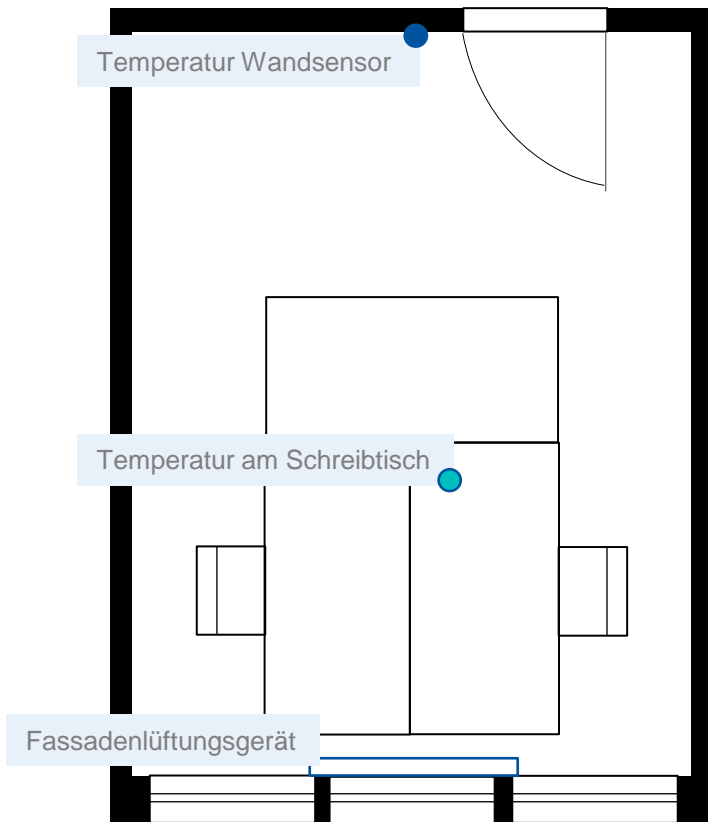 Temperatur Wandsensor
Temperatur am Schreibtisch
Fassadenlüftungsgerät